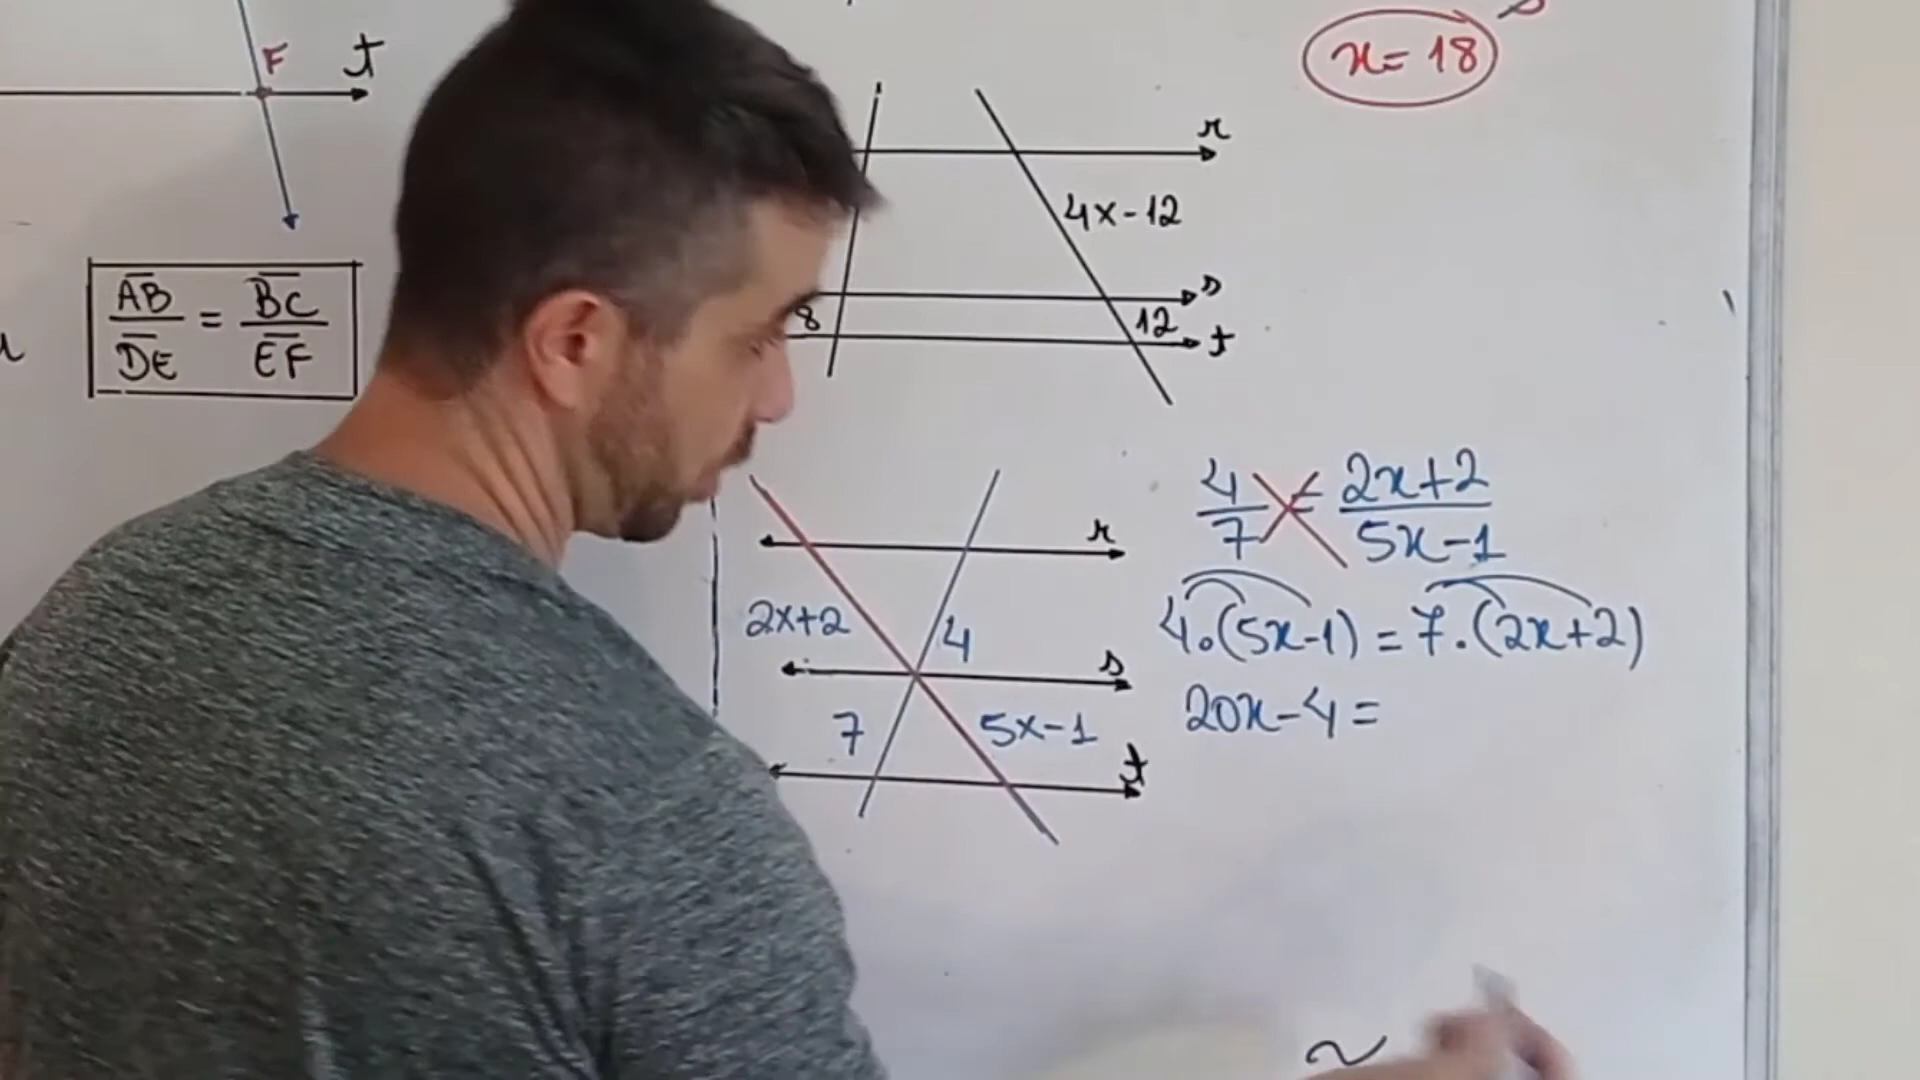 F t
AB/DE = BC/EF
x = 18
r
4x-12
s
8 12
t
r
2x+2 4
s
7 5x-1
t
4/7 = 2x+2/5x-1
4.(5x-1) = 7.(2x+2)
20x-4=